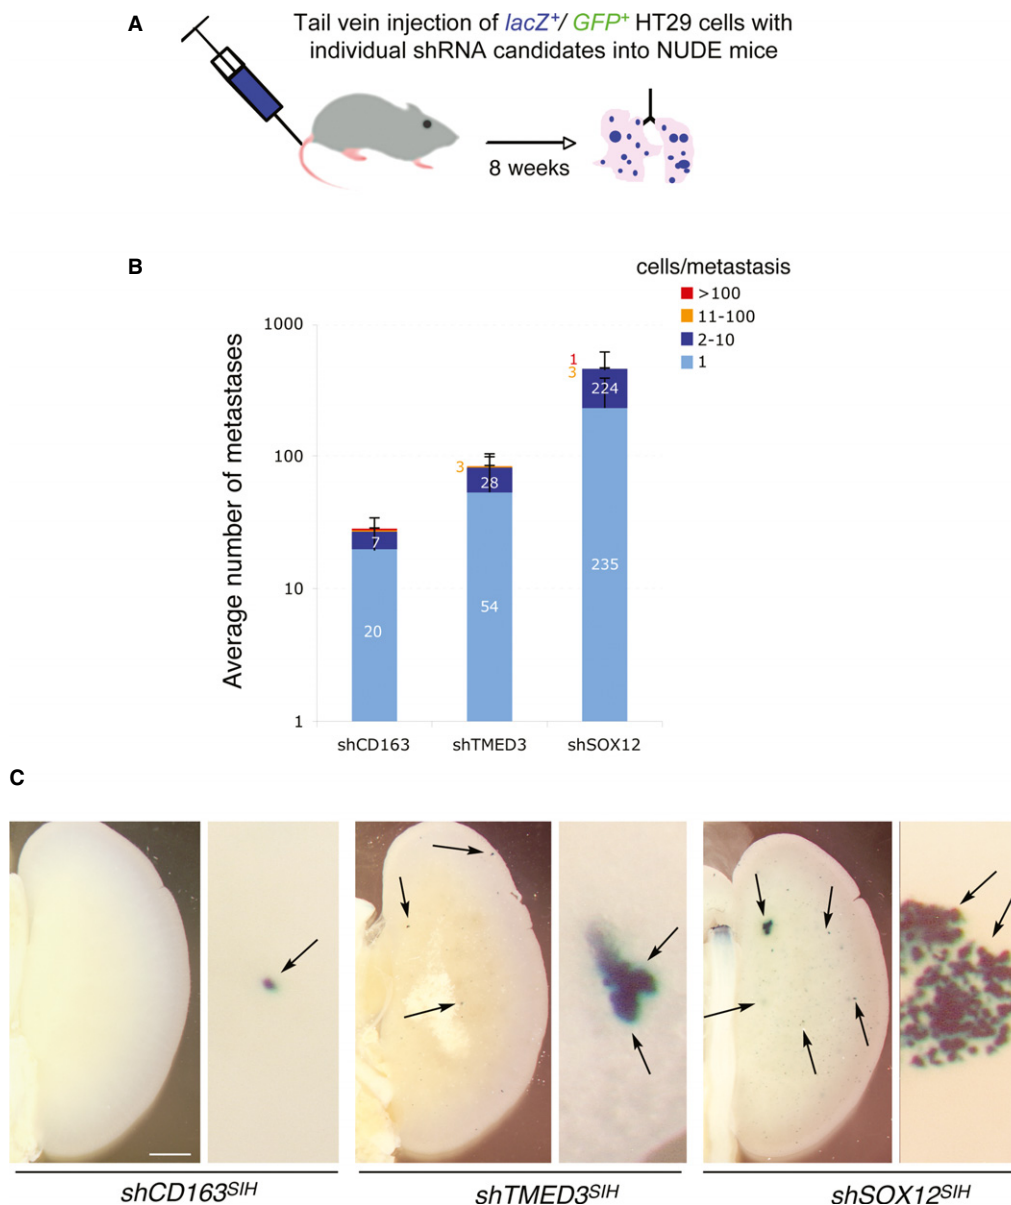 A
Tail vein injection of lacZ+/ GFP+ HT29 cells with
individual shRNA candidates into NUDE mice
8 weeks
B
cells/metastasis
>100
11-100
2-10
1
Average number of metastases
1000
100
10
1
1
3
224
235
3
28
54
7
20
shCD163
shTMED3
shSOX12
C
shCD163SIH
shTMED3SIH
shSOX12SIH